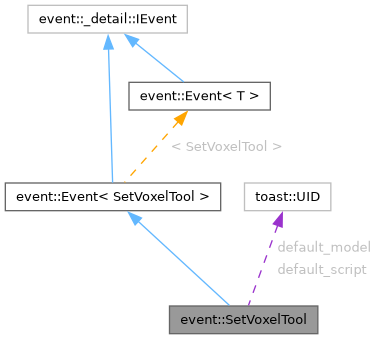 event::_detail::IEvent
event::Event< T >
< SetVoxelTool >
event::Event< SetVoxelTool >
toast::UID
default_model
default_script
event::SetVoxelTool